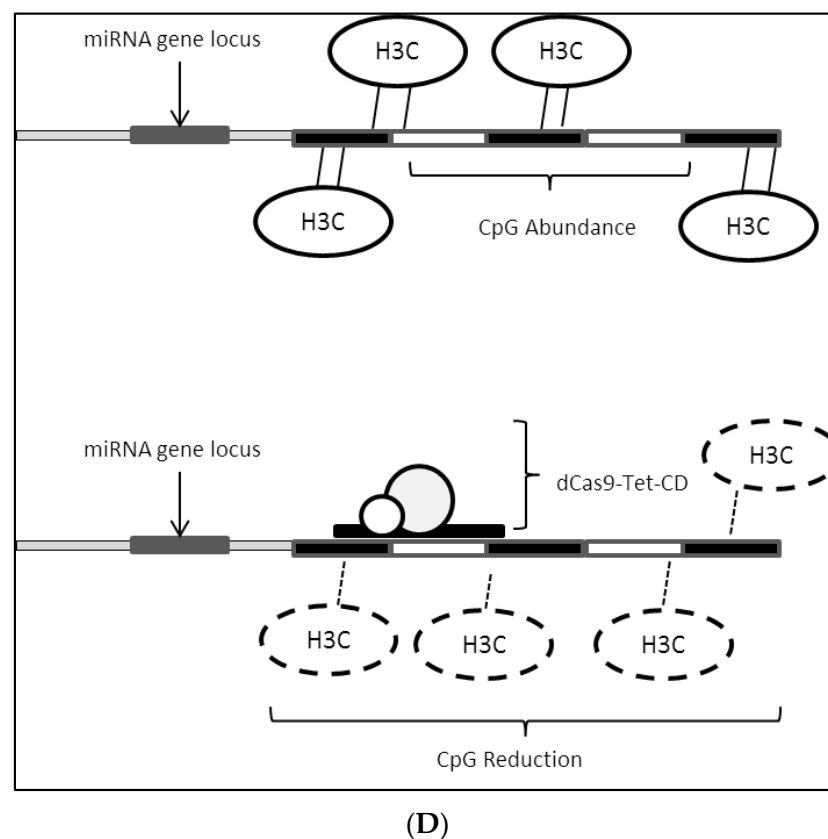 miRNA gene locus
H3C
H3C
H3C
H3C
CpG Abundance
miRNA gene locus
H3C
dCas9-Tet-CD
H3C
H3C
H3C
CpG Reduction
(D)